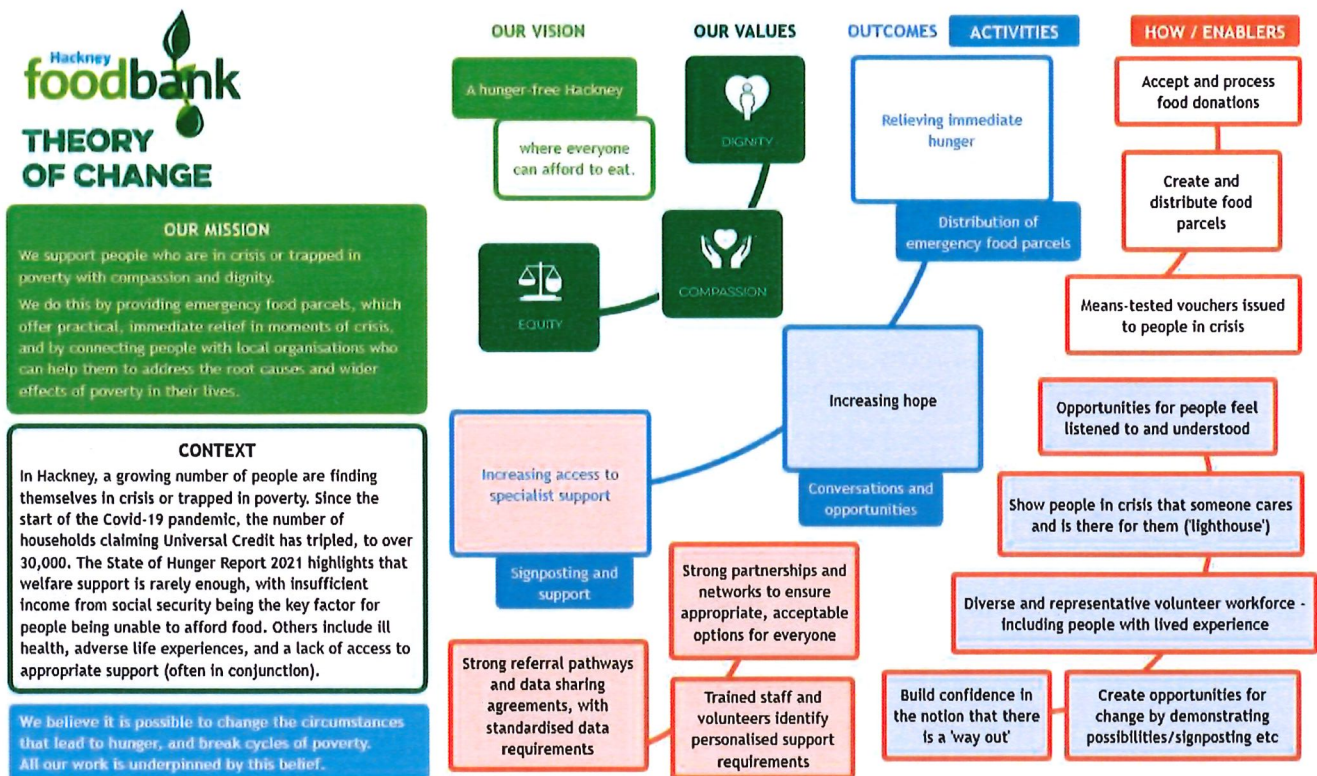 Hackney
foodbank
THEORY
OF CHANGE
OUR MISSION
We support people who are in crisis or trapped in
poverty with compassion and dignity.
We do this by providing emergency food parcels, which
offer practical, immediate relief in moments of crisis,
and by connecting people with local organisations who
can help them to address the root causes and wider
effects of poverty in their lives.
CONTEXT
In Hackney, a growing number of people are finding
themselves in crisis or trapped in poverty. Since the
start of the Covid-19 pandemic, the number of
households claiming Universal Credit has tripled, to over
30,000. The State of Hunger Report 2021 highlights that
welfare support is rarely enough, with insufficient
income from social security being the key factor for
people being unable to afford food. Others include ill
health, adverse life experiences, and a lack of access to
appropriate support (often in conjunction).
We believe it is possible to change the circumstances
that lead to hunger, and break cycles of poverty.
All our work is underpinned by this belief.
OUR VISION
A hunger-free Hackney
where everyone
can afford to eat.
OUR VALUES
DIGNITY
COMPASSION
EQUITY
OUTCOMES
ACTIVITIES
Relieving immediate
hunger
Distribution of
emergency food parcels
Increasing hope
Conversations and
opportunities
Increasing access to
specialist support
Signposting and
support
Strong partnerships and
networks to ensure
appropriate, acceptable
options for everyone
Strong referral pathways
and data sharing
agreements, with
standardised data
requirements
Trained staff and
volunteers identify
personalised support
requirements
HOW / ENABLERS
Accept and process
food donations
Create and
distribute food
parcels
Means-tested vouchers issued
to people in crisis
Opportunities for people feel
listened to and understood
Show people in crisis that someone cares
and is there for them ('lighthouse')
Diverse and representative volunteer workforce -
including people with lived experience
Build confidence in
the notion that there
is a 'way out'
Create opportunities for
change by demonstrating
possibilities/signposting etc